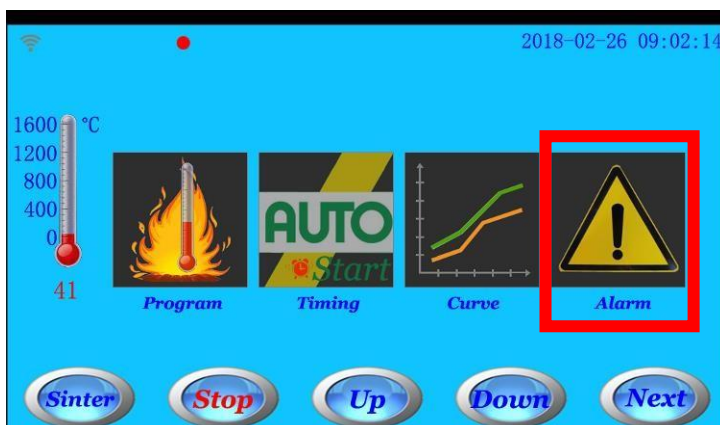 2018-02-26 09:02:14
1600 °C
1200
800
400
0
41
AUTO
Start
Program
Timing
Curve
Alarm
Sinter
Stop
Up
Down
Next